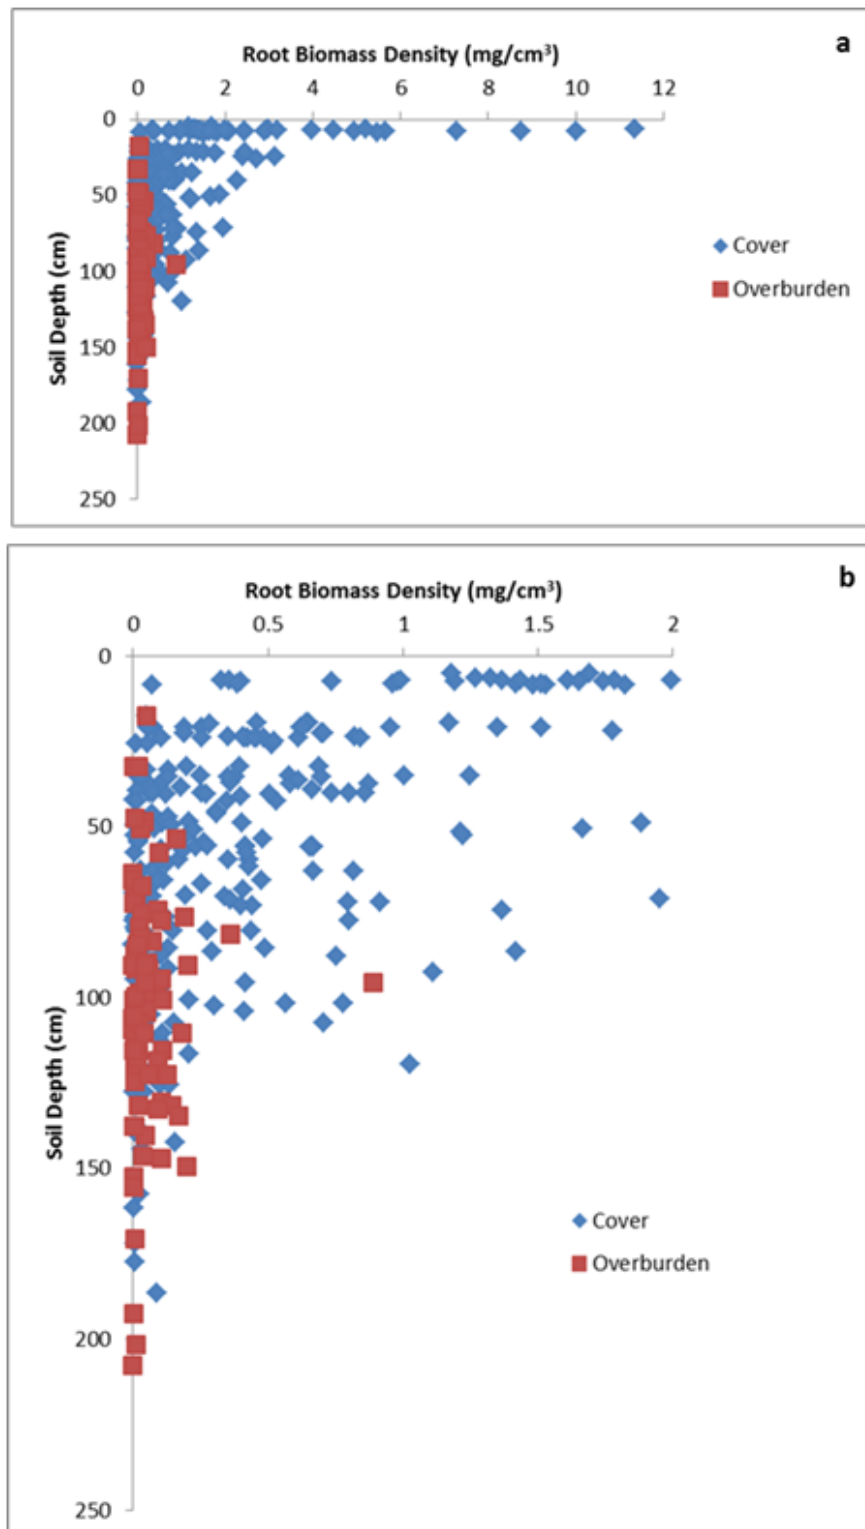 a
Root Biomass Density (mg/cm³)
0 2 4 6 8 10 12
0
50
100
150
200
250
Soil Depth (cm)
Cover
Overburden
b
Root Biomass Density (mg/cm³)
0 0.5 1 1.5 2
0
50
100
150
200
250
Soil Depth (cm)
Cover
Overburden